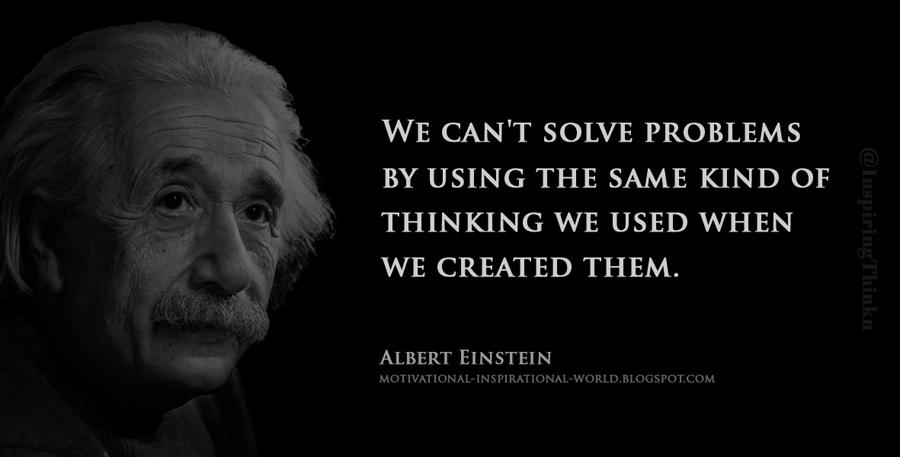 We can't solve problems
by using the same kind of
thinking we used when
we created them.
Albert Einstein
motivational-inspirational-world.blogspot.com
@InspiringThinkn